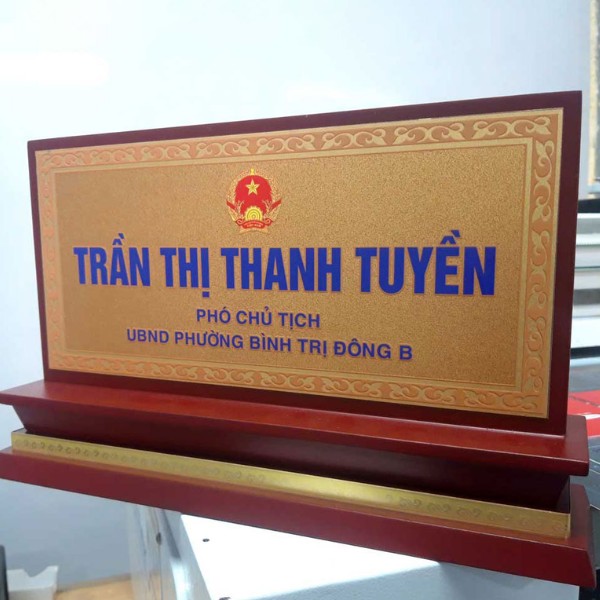 TRẦN THỊ THANH TUYỀN
PHÓ CHỦ TỊCH
UBND PHƯỜNG BÌNH TRỊ ĐÔNG B